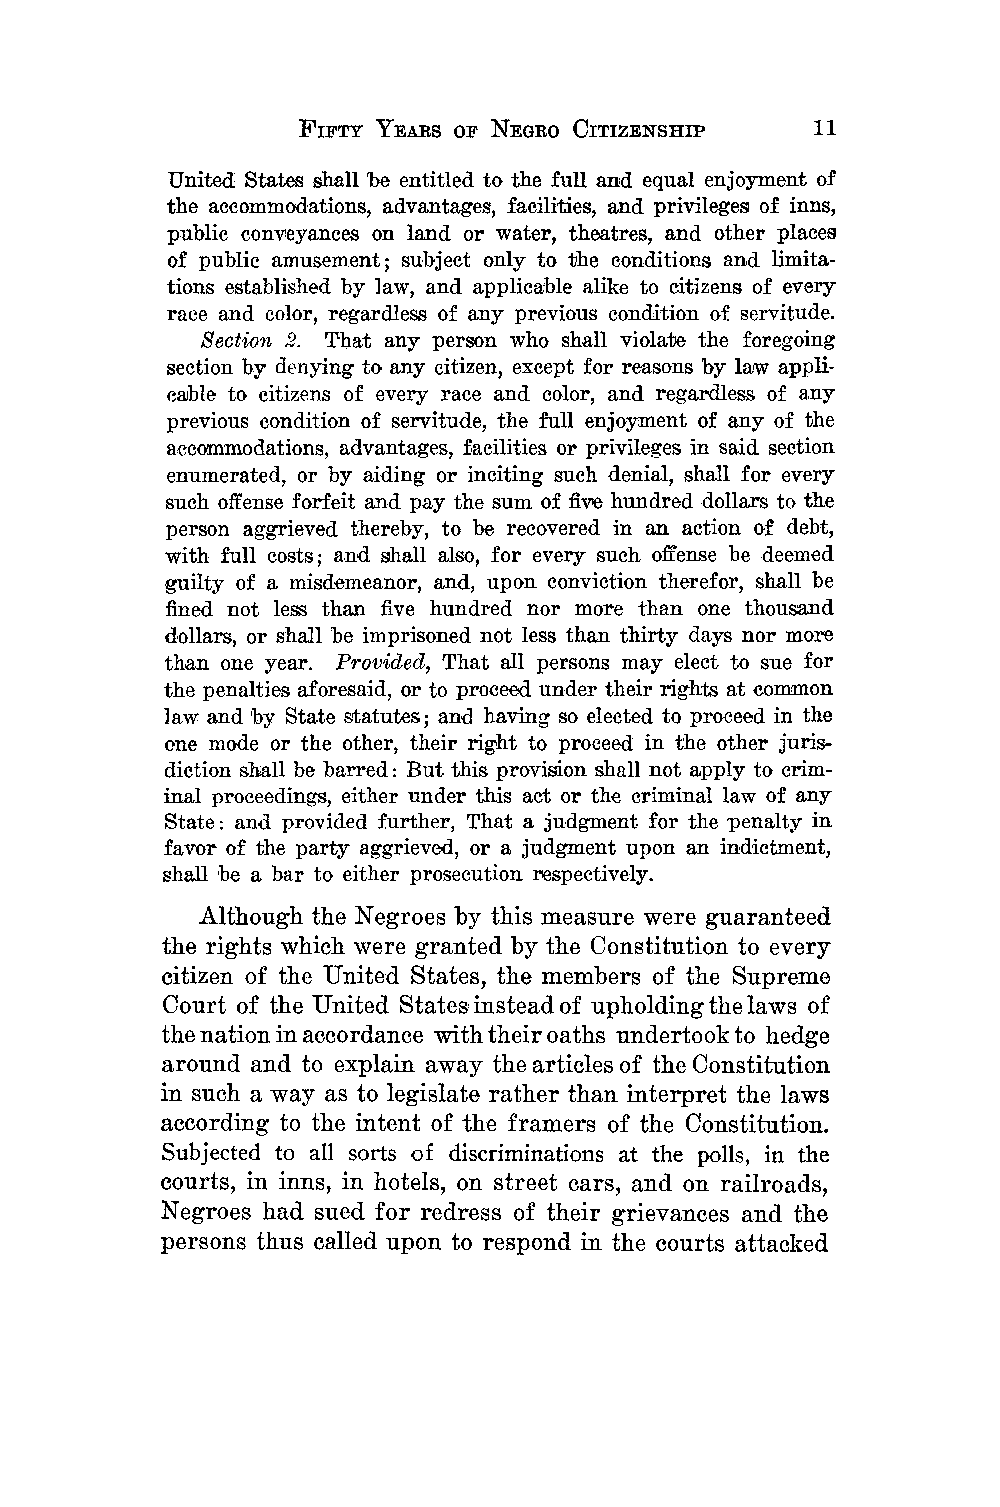 FIFTY YEARS OF NEGRO CITIZENSHIP 11
United States shall be entitled to the full and equal enjoyment of
the accommodations, advantages, facilities, and privileges of inns,
public conveyances on land or water, theatres, and other places
of public amusement; subject only to the conditions and limita-
tions established by law, and applicable alike to citizens of every
race and color, regardless of any previous condition of servitude.
Section 2. That any person who shall violate the foregoing
section by denying to any citizen, except for reasons by law appli-
cable to citizens of every race and color, and regardless of any
previous condition of servitude, the full enjoyment of any of the
accommodations, advantages, facilities or privileges in said section
enumerated, or by aiding or inciting such denial, shall for every
such offense forfeit and pay the sum of five hundred dollars to the
person aggrieved thereby, to be recovered in an action of debt,
with full costs; and shall also, for every such offense be deemed
guilty of a misdemeanor, and, upon conviction therefor, shall be
fined not less than five hundred nor more than one thousand
dollars, or shall be imprisoned not less than thirty days nor more
than one year. Provided, That all persons may elect to sue for
the penalties aforesaid, or to proceed under their rights at common
law and by State statutes; and having so elected to proceed in the
one mode or the other, their right to proceed in the other juris-
diction shall be barred: But this provision shall not apply to crim-
inal proceedings, either under this act or the criminal law of any
State: and provided further, That a judgment for the penalty in
favor of the party aggrieved, or a judgment upon an indictment,
shall be a bar to either prosecution respectively.
Although the Negroes by this measure were guaranteed
the rights which were granted by the Constitution to every
citizen of the United States, the members of the Supreme
Court of the United States instead of upholding the laws of
the nation in accordance with their oaths undertook to hedge
around and to explain away the articles of the Constitution
in such a way as to legislate rather than interpret the laws
according to the intent of the framers of the Constitution.
Subjected to all sorts of discriminations at the polls, in the
courts, in inns, in hotels, on street cars, and on railroads,
Negroes had sued for redress of their grievances and the
persons thus called upon to respond in the courts attacked